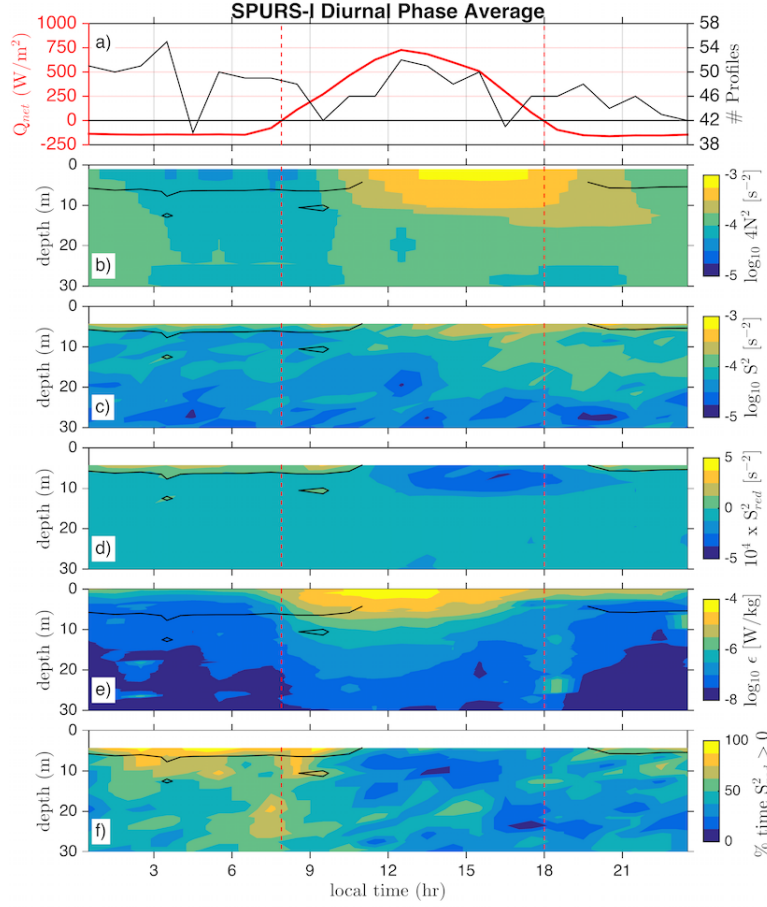 SPURS-I Diurnal Phase Average
a)
Q_net (W/m²)
1000
750
500
250
0
-250
58
54
50
46
42
38
# Profiles
b)
depth (m)
0
10
20
30
-3
-4
-5
log₁₀ 4N² [s⁻²]
c)
depth (m)
0
10
20
30
-3
-4
-5
log₁₀ S² [s⁻²]
d)
depth (m)
0
10
20
30
5
0
-5
10⁴ x S²_red [s⁻²]
e)
depth (m)
0
10
20
30
-4
-6
-8
log₁₀ ϵ [W/kg]
f)
depth (m)
0
10
20
30
100
50
0
% time S² > 0
3 6 9 12 15 18 21
local time (hr)